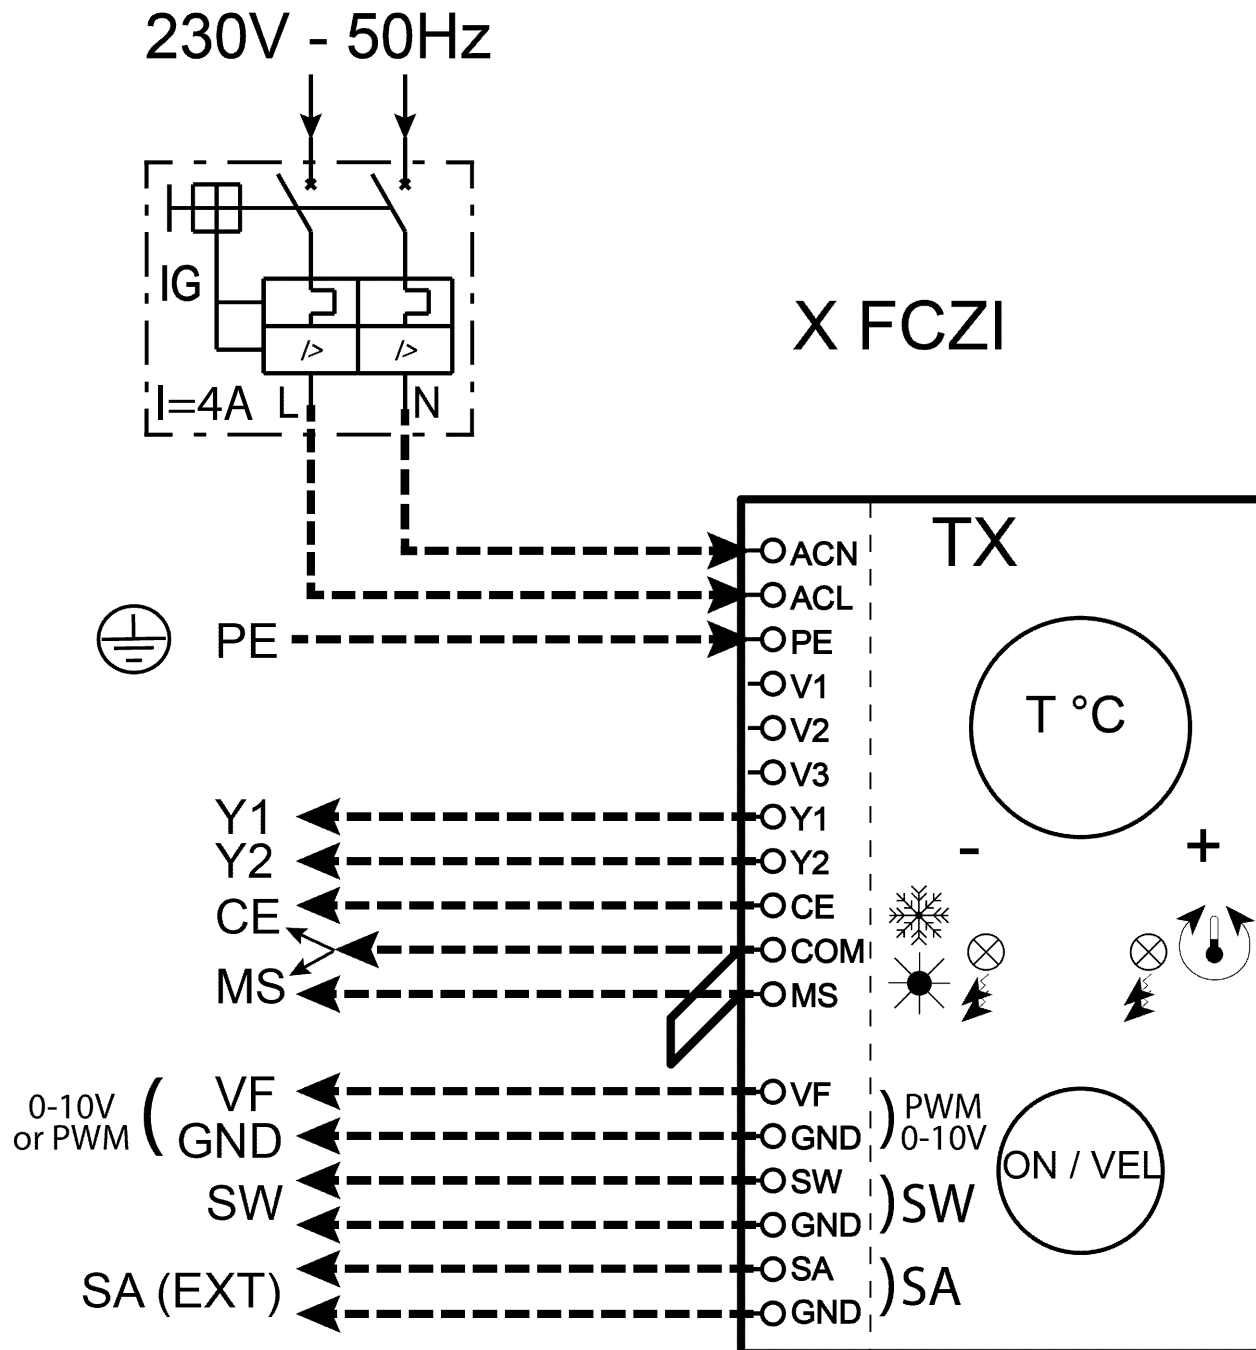 230V - 50Hz
IG
I=4A
L
N
X FCZI
TX
ACN
ACL
PE
PE
V1
V2
V3
T °C
Y1
Y1
Y2
Y2
- +
CE
CE
COM
MS
MS
0-10V
or PWM
VF
GND
VF
GND
PWM
0-10V
SW
SW
GND
SW
ON / VEL
SA (EXT)
SA
GND
SA